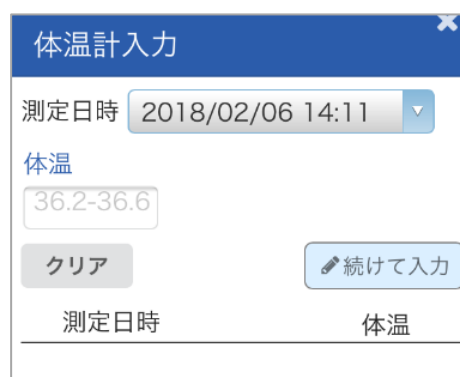 体温計入力
測定日時 2018/02/06 14:11
体温
36.2-36.6
クリア 続けて入力
測定日時 体温